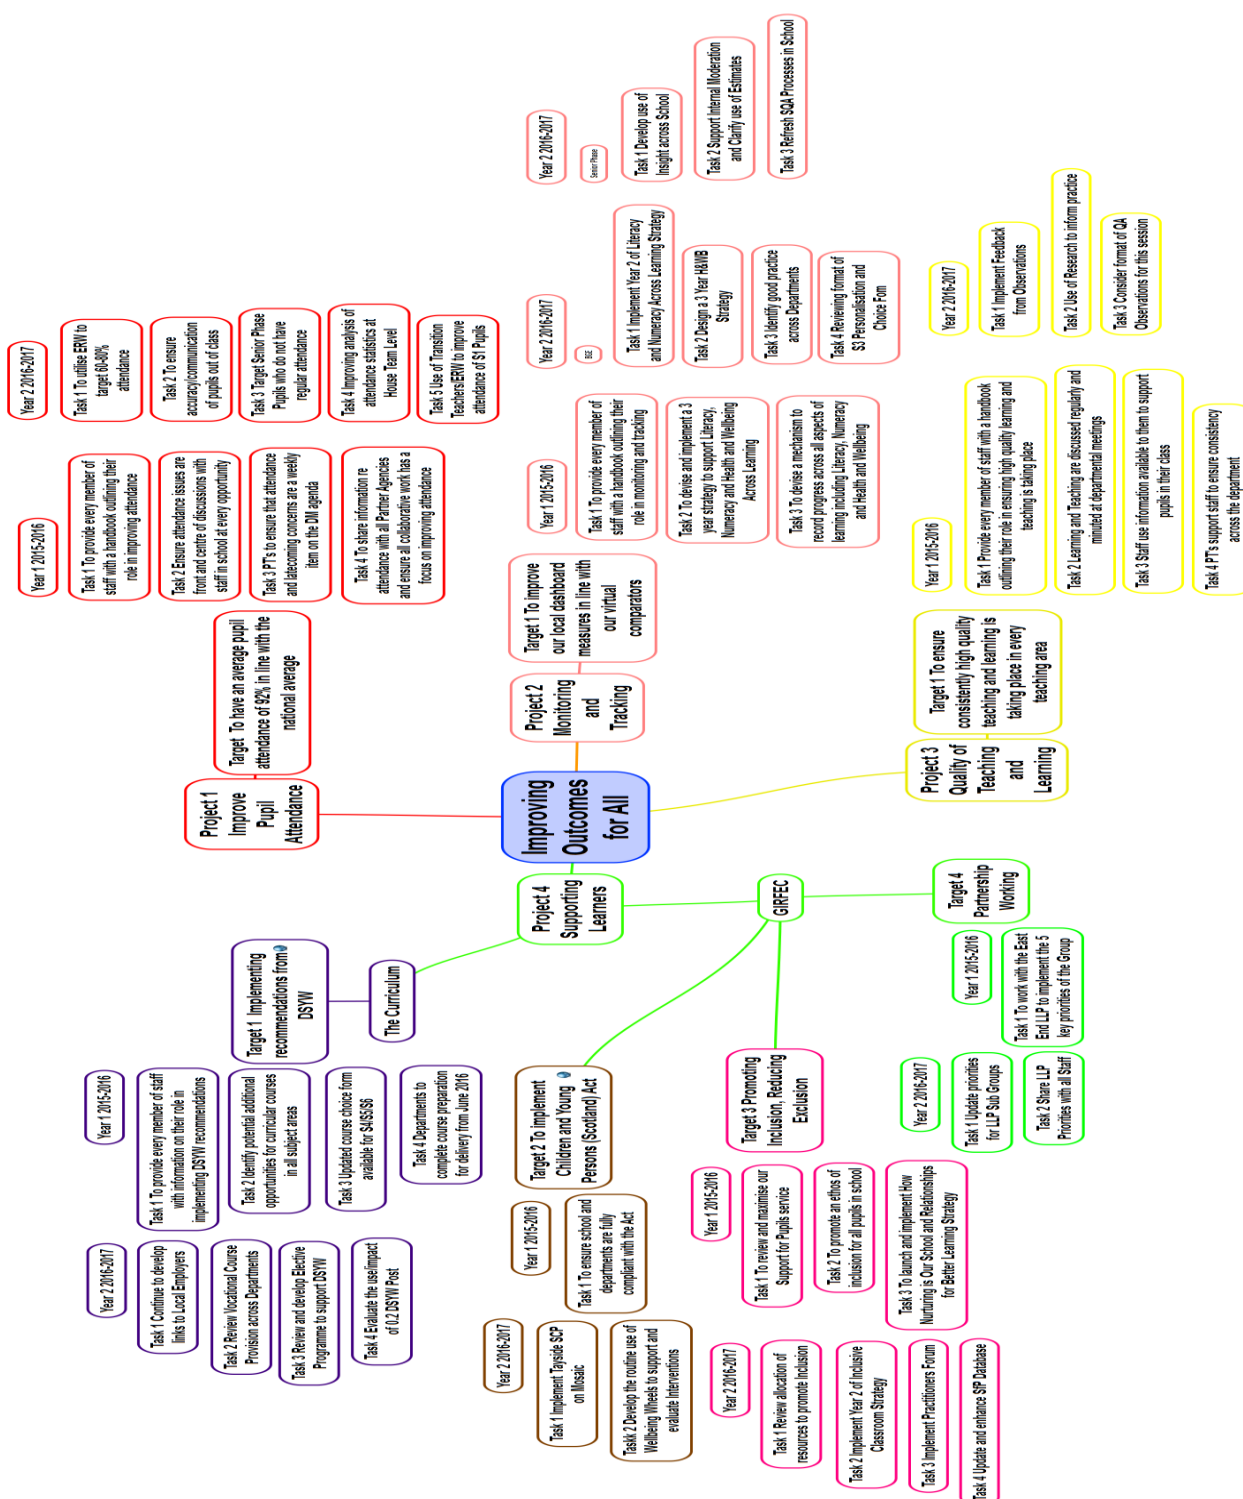 Improving
Outcomes
for All
Project 1
Improve
Pupil
Attendance
Target  To have an average pupil
attendance of 92% in line with the
national average
Year 1 2015-2016
Task 1 To provide every member of
staff with a handbook outlining their
role in improving attendance
Task 2 Ensure attendance issues are
front and centre of discussions with
staff in school at every opportunity
Task 3 PT's to ensure that attendance
and latecoming concerns are a weekly
item on the DM agenda
Task 4 To share information re
attendance with all Partner Agencies
and ensure all collaborative work has a
focus on improving attendance
Year 2 2016-2017
Task 1 To utilise ERW to
target 60-80%
attendance
Task 2 To ensure
accuracy/communication
of pupils out of class
Task 3 Target Senior Phase
Pupils who do not have
regular attendance
Task 4 Improving analysis of
attendance statistics at
House Team Level
Task 5 Use of Transition
Teachers/ERW to improve
attendance of S1 Pupils
Project 2
Monitoring
and
Tracking
Target 1 To improve
our local dashboard
measures in line with
our virtual
comparators
Year 1 2015-2016
Task 1 To provide every member of
staff with a handbook outlining their
role in monitoring and tracking
Task 2 To devise and implement a 3
year strategy to support Literacy,
Numeracy and Health and Wellbeing
Across Learning
Task 3 To devise a mechanism to
record progress across all aspects of
learning including Literacy, Numeracy
and Health and Wellbeing
Year 2 2016-2017
BGE
Task 1 Implement Year 2 of Literacy
and Numeracy Across Learning Strategy
Task 2 Design a 3 Year H&WB
Strategy
Task 3 Identify good practice
across Departments
Task 4 Reviewing format of
S3 Personalisation and
Choice Fom
Year 2 2016-2017
Senior Phase
Task 1 Develop use of
Insight across School
Task 2 Support Internal Moderation
and Clarify use of Estimates
Task 3 Refresh SQA Processes in School
Project 3
Quality of
Teaching
and
Learning
Target 1 To ensure
consistently high quality
teaching and learning is
taking place in every
teaching area
Year 1 2015-2016
Task 1 Provide every member of staff with a handbook
outlining their role in ensuring high quality learning and
teaching is taking place
Task 2 Learning and Teaching are discussed regularly and
minuted at departmental meetings
Task 3 Staff use information available to them to support
pupils in their class
Task 4 PT's support staff to ensure consistency
across the department
Year 2 2016-2017
Task 1 Implement Feedback
from Observations
Task 2 Use of Research to inform practice
Task 3 Consider format of QA
Observations for this session
Project 4
Supporting
Learners
The Curriculum
Target 1  Implementing
recommendations from
DSYW
Year 1 2015-2016
Task 1 To provide every member of staff
with information on their role in
implementing DSYW recommendations
Task 2 Identify potential additional
opportunities for curricular courses
in all subject areas
Task 3 Updated course choice form
available for S4/S5/S6
Task 4 Departments to
complete course preparation
for delivery from June 2016
Year 2 2016-2017
Task 1 Continue to develop
links to Local Employers
Task 2 Review Vocational Course
Provision across Departments
Task 3 Review and develop Elective
Programme to support DSYW
Task 4 Evaluate the use/impact
of 0.2 DSYW Post
GIRFEC
Target 2 To implement
Children and Young
Persons (Scotland) Act
Year 1 2015-2016
Task 1 To ensure school and
departments are fully
compliant with the Act
Year 2 2016-2017
Task 1 Implement Tayside SCP
on Mosaic
Taskk 2 Develop the routine use of
Wellbeing Wheels to support and
evaluate Interventions
Target 3 Promoting
Inclusion, Reducing
Exclusion
Year 1 2015-2016
Task 1 To review and maximise our
Support for Pupils service
Task 2 To promote an ethos of
inclusion for all pupils in school
Task 3 To launch and implement How
Nurturing is Our School and Relationships
for Better Learning Strategy
Year 2 2016-2017
Task 1 Review allocation of
resources to promote Inclusion
Task 2 Implement Year 2 of Inclusive
Classroom Strategy
Task 3 Implement Practitioners Forum
Task 4 Update and enhance SfP Database
Target 4
Partnership
Working
Year 1 2015-2016
Task 1 To work with the East
End LLP to implement the 5
key priorities of the Group
Year 2 2016-2017
Task 1 Update priorities
for LLP Sub Groups
Task 2 Share LLP
Priorities with all Staff